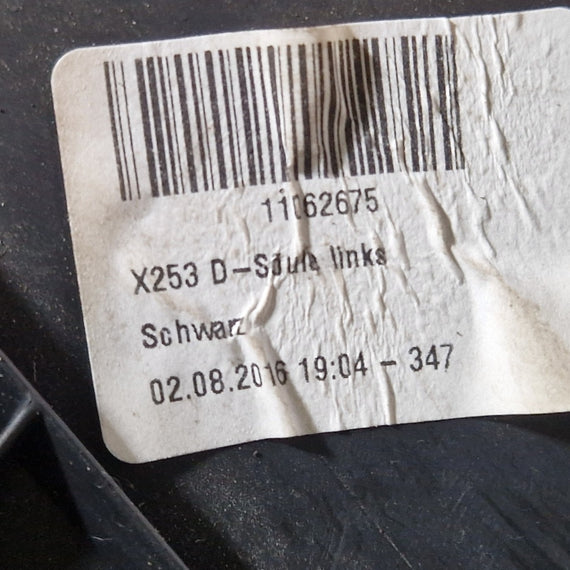 11062675
X253 D-Säule links
Schwarz
02.08.2016 19:04 - 347